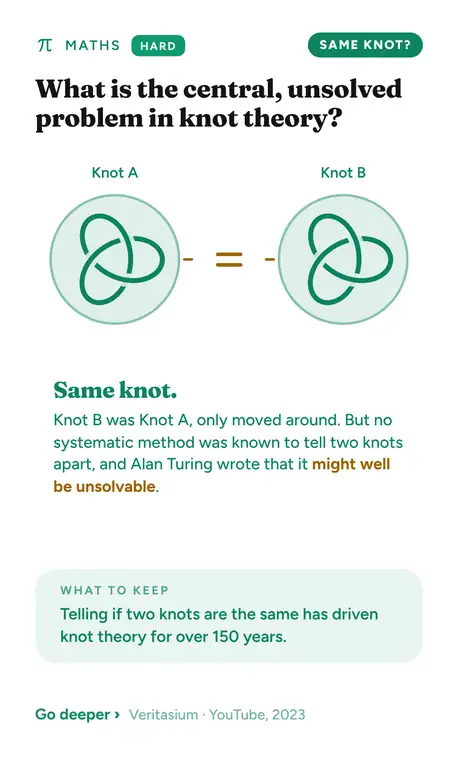 π MATHS HARD SAME KNOT?
What is the central, unsolved
problem in knot theory?
Knot A Knot B
=
Same knot.
Knot B was Knot A, only moved around. But no
systematic method was known to tell two knots
apart, and Alan Turing wrote that it might well
be unsolvable.
WHAT TO KEEP
Telling if two knots are the same has driven
knot theory for over 150 years.
Go deeper › Veritasium · YouTube, 2023